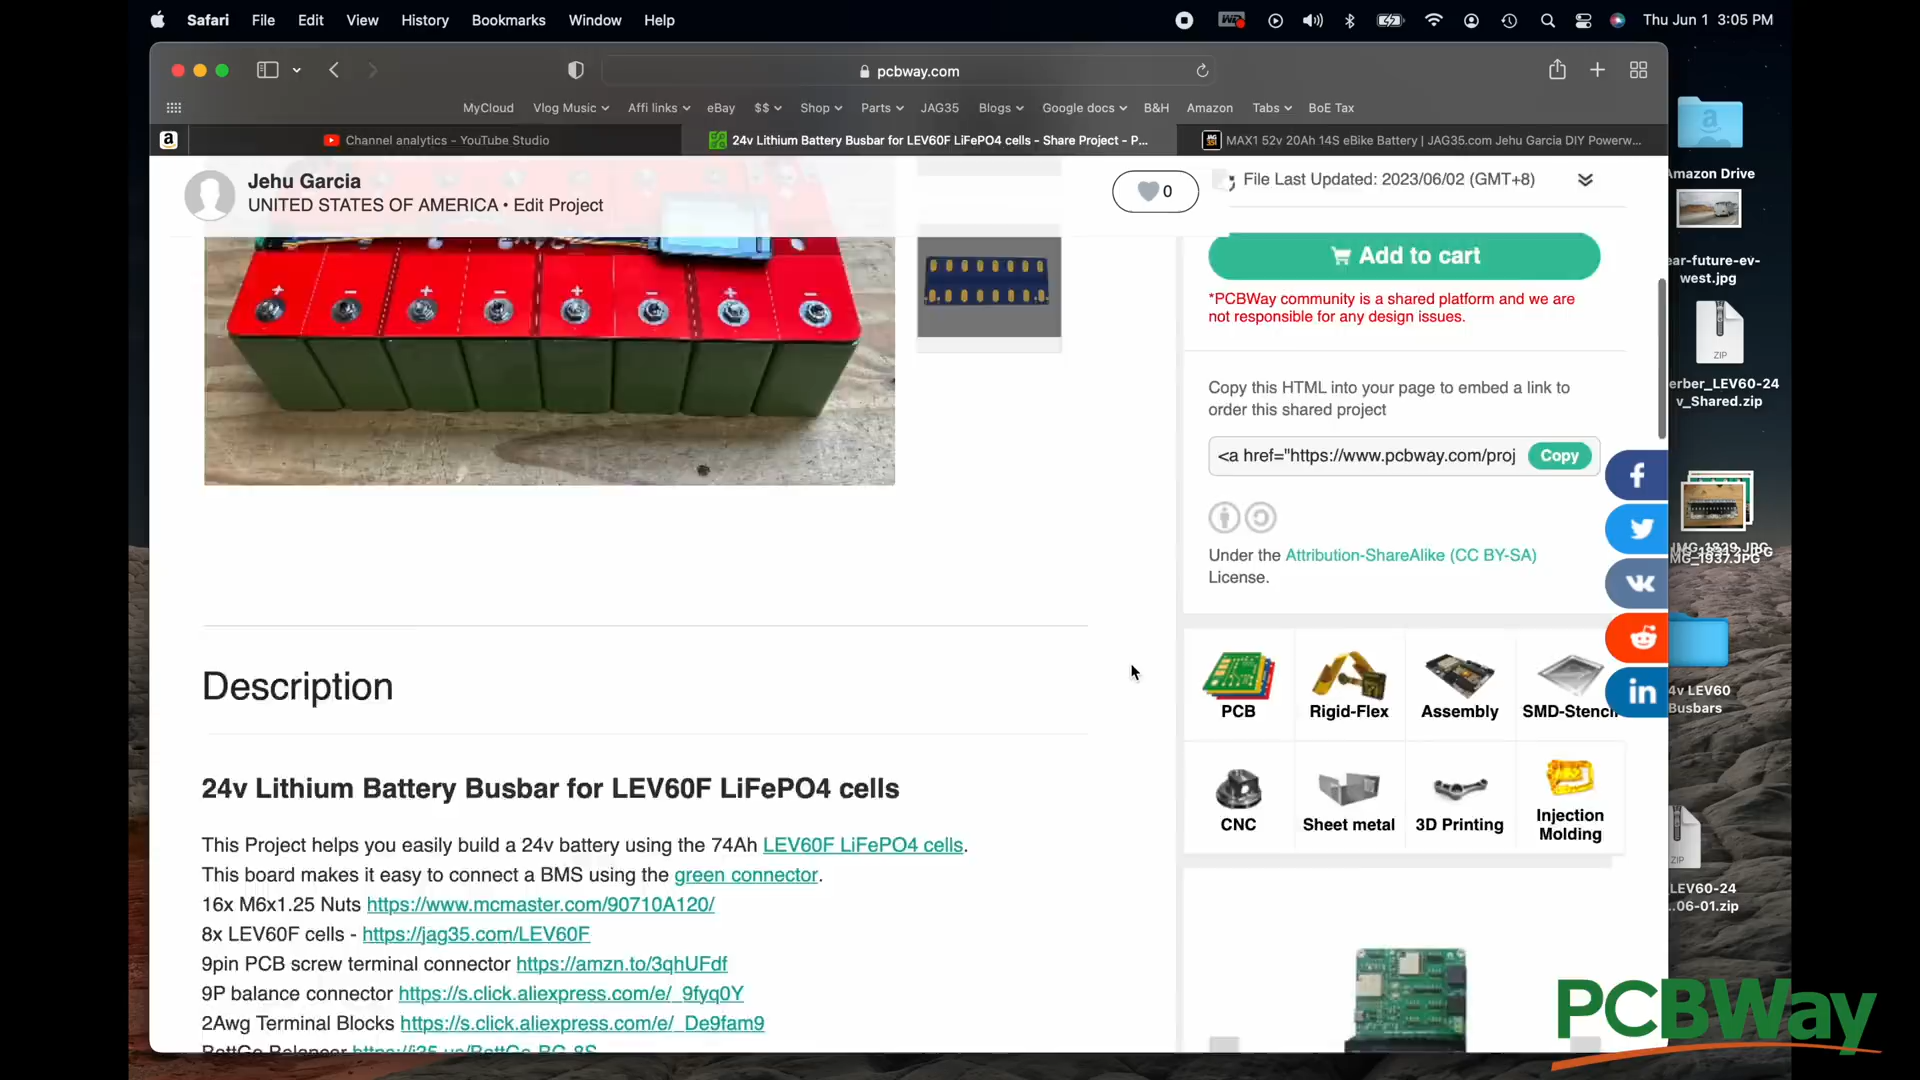 Safari File Edit View History Bookmarks Window Help
Thu Jun 1 3:05 PM
pcbway.com
MyCloud Vlog Music Affi links eBay $$ Shop Parts JAG35 Blogs Google docs B&H Amazon Tabs BoE Tax
Channel analytics - YouTube Studio
24v Lithium Battery Busbar for LEV60F LiFePO4 cells - Share Project - P...
MAX1 52v 20Ah 14S eBike Battery | JAG35.com Jehu Garcia DIY Powerw...
Jehu Garcia
UNITED STATES OF AMERICA • Edit Project
0
File Last Updated: 2023/06/02 (GMT+8)
Add to cart
*PCBWay community is a shared platform and we are
not responsible for any design issues.
Copy this HTML into your page to embed a link to
order this shared project
<a href="https://www.pcbway.com/proj
Copy
Under the Attribution-ShareAlike (CC BY-SA)
License.
PCB Rigid-Flex Assembly
CNC Sheet metal 3D Printing Injection
Molding
Description
24v Lithium Battery Busbar for LEV60F LiFePO4 cells
This Project helps you easily build a 24v battery using the 74Ah LEV60F LiFePO4 cells.
This board makes it easy to connect a BMS using the green connector.
16x M6x1.25 Nuts https://www.mcmaster.com/90710A120/
8x LEV60F cells - https://jag35.com/LEV60F
9pin PCB screw terminal connector https://amzn.to/3qhUFdf
9P balance connector https://s.click.aliexpress.com/e/_9fyq0Y
2Awg Terminal Blocks https://s.click.aliexpress.com/e/_De9fam9
Amazon Drive
ear-future-ev-
west.jpg
ZIP
erber_LEV60-24
v_Shared.zip
4v LEV60
Busbars
ZIP
LEV60-24
..06-01.zip
PCBWay